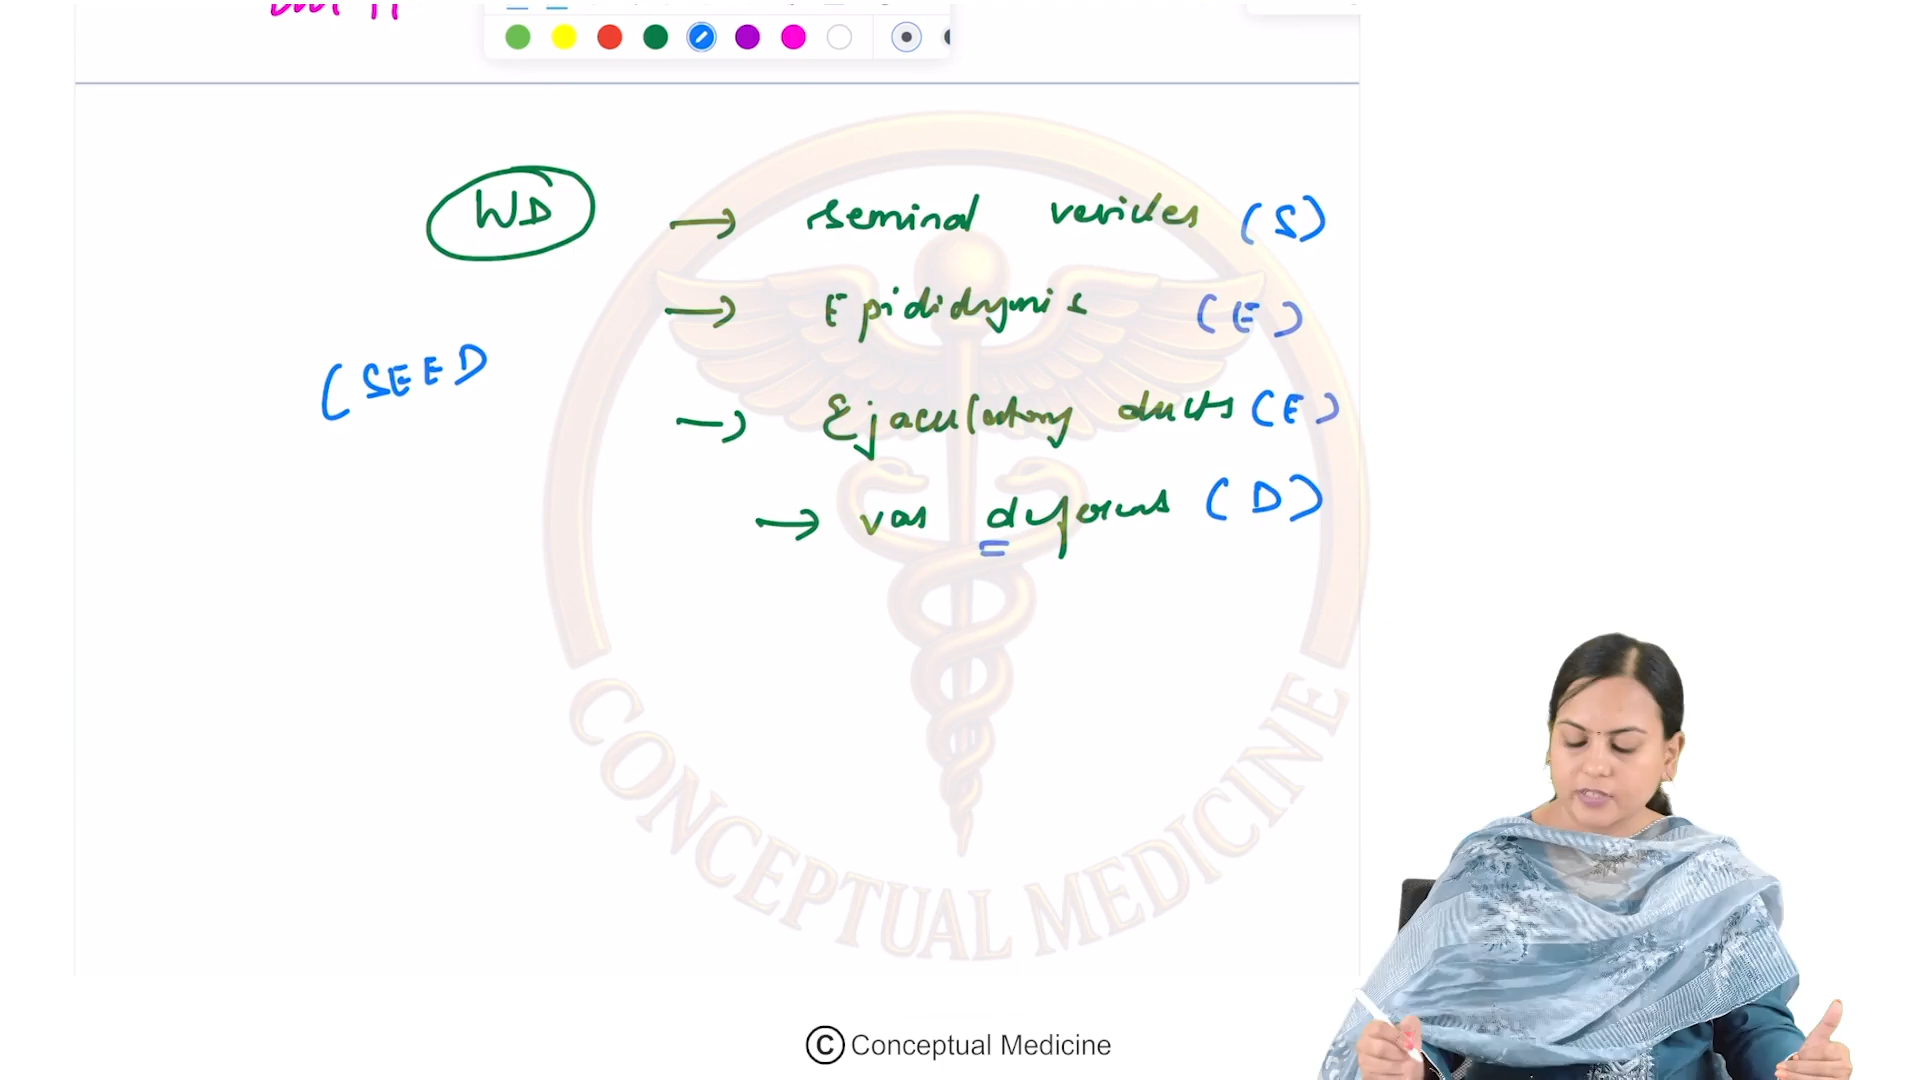 WD → Seminal vesicles (S)
→ Epididymis (E)
(SEED
→ Ejaculatory ducts (E)
→ vas deferens (D)
CONCEPTUAL MEDICINE
© Conceptual Medicine